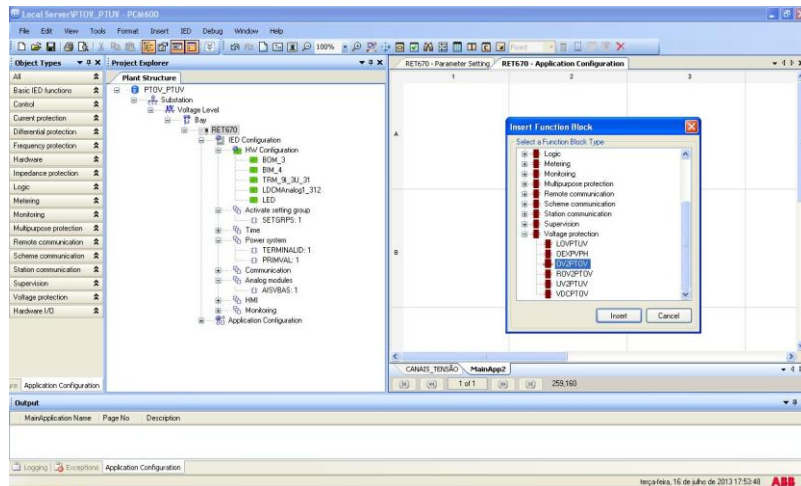 Local Server\PTOV_PTUV - PCM600
File Edit View Tools Format Insert IED Debug Window Help
100%
Fixed
Object Types
All
Basic IED functions
Control
Current protection
Differential protection
Frequency protection
Hardware
Impedance protection
Logic
Metering
Monitoring
Multipurpose protection
Remote communication
Scheme communication
Station communication
Supervision
Voltage protection
Hardware I/O
Application Configuration
Project Explorer
Plant Structure
PTOV_PTUV
Substation
Voltage Level
Bay
RET670
IED Configuration
HW Configuration
BOM_3
BIM_4
TRM_9I_3U_31
LDCMAnalog1_312
LED
Activate setting group
SETGRPS: 1
Time
Power system
TERMINALID: 1
PRIMVAL: 1
Communication
Analog modules
AISVBAS: 1
HMI
Monitoring
Application Configuration
RET670 - Parameter Setting RET670 - Application Configuration
1 2 3
A
B
Insert Function Block
Select a Function Block Type
Logic
Metering
Monitoring
Multipurpose protection
Remote communication
Scheme communication
Station communication
Supervision
Voltage protection
LOVPTUV
OEXPVPH
OV2PTOV
ROV2PTOV
UV2PTUV
VDCPTOV
Insert Cancel
CANAIS_TENSÃO MainApp2
1 of 1 259,160
Output
MainApplication Name Page No Description
Logging Exceptions Application Configuration
terça-feira, 16 de julho de 2013 17:53:48 ABB